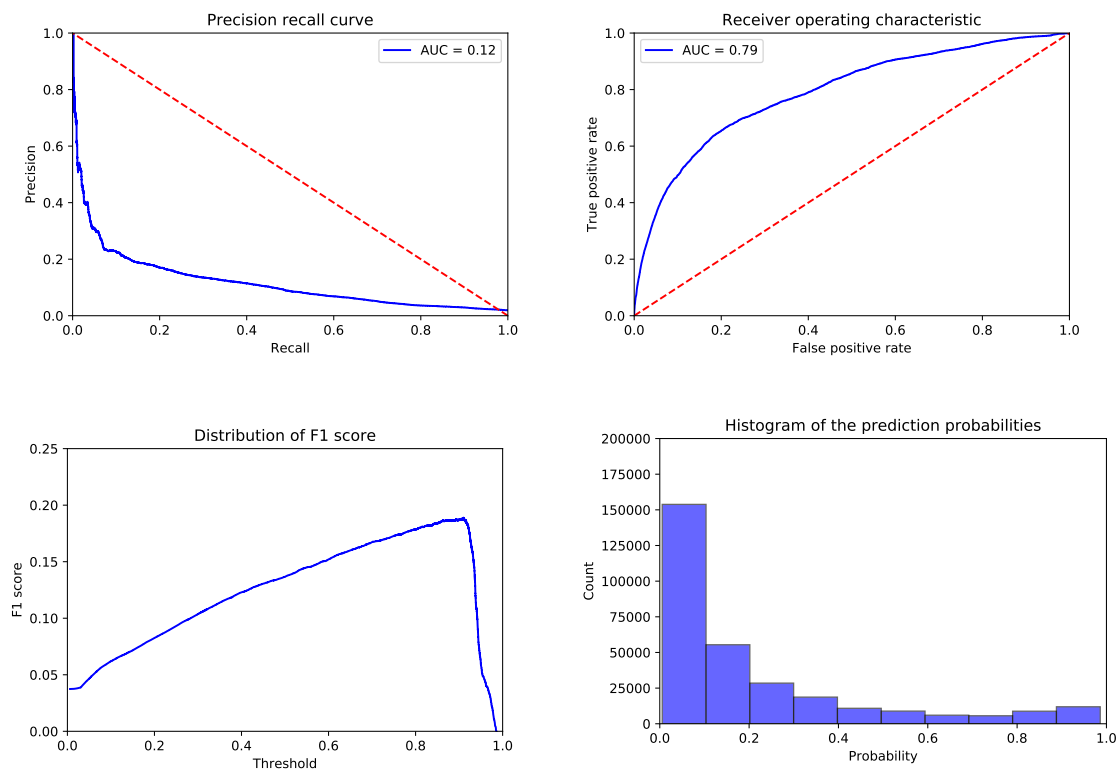 Precision recall curve
AUC = 0.12
1.0
0.8
0.6
0.4
0.2
0.0
Precision
0.0 0.2 0.4 0.6 0.8 1.0
Recall
Receiver operating characteristic
AUC = 0.79
1.0
0.8
0.6
0.4
0.2
0.0
True positive rate
0.0 0.2 0.4 0.6 0.8 1.0
False positive rate
Distribution of F1 score
0.25
0.20
0.15
0.10
0.05
0.00
F1 score
0.0 0.2 0.4 0.6 0.8 1.0
Threshold
Histogram of the prediction probabilities
200000
175000
150000
125000
100000
75000
50000
25000
0
Count
0.0 0.2 0.4 0.6 0.8 1.0
Probability